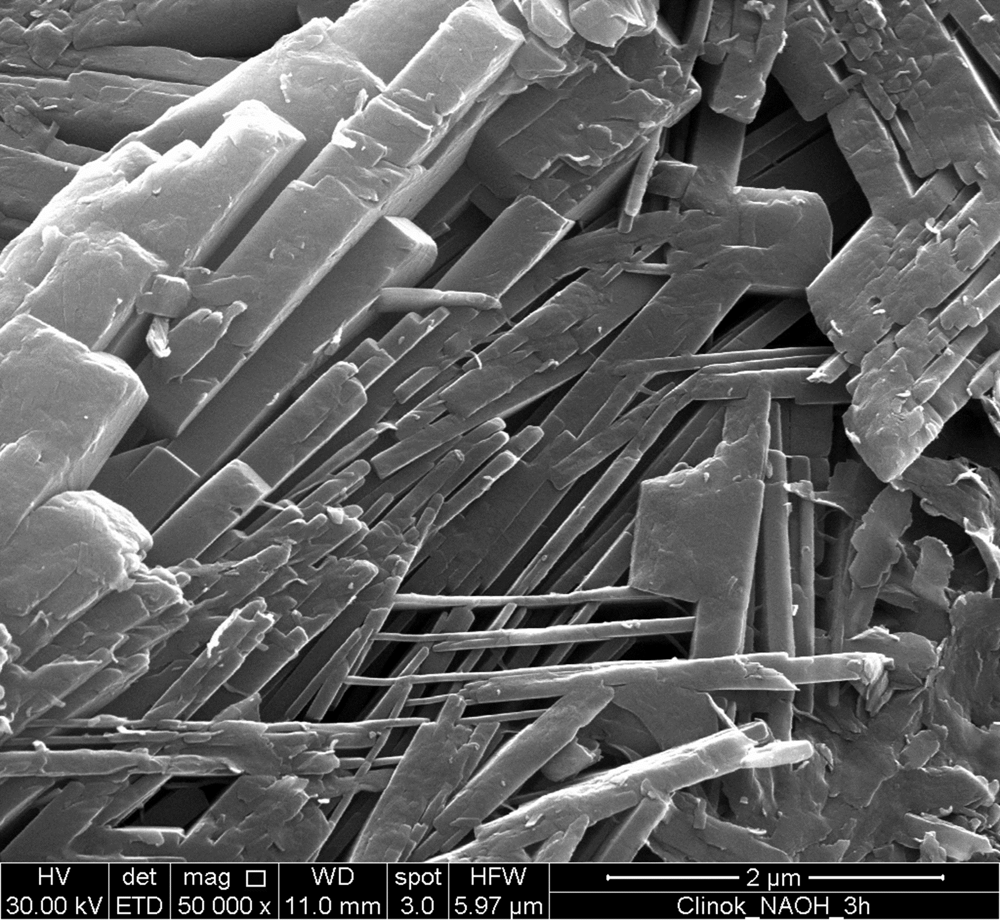 HV det mag WD spot HFW 2 µm
30.00 kV ETD 50 000 x 11.0 mm 3.0 5.97 µm Clinok_NAOH_3h